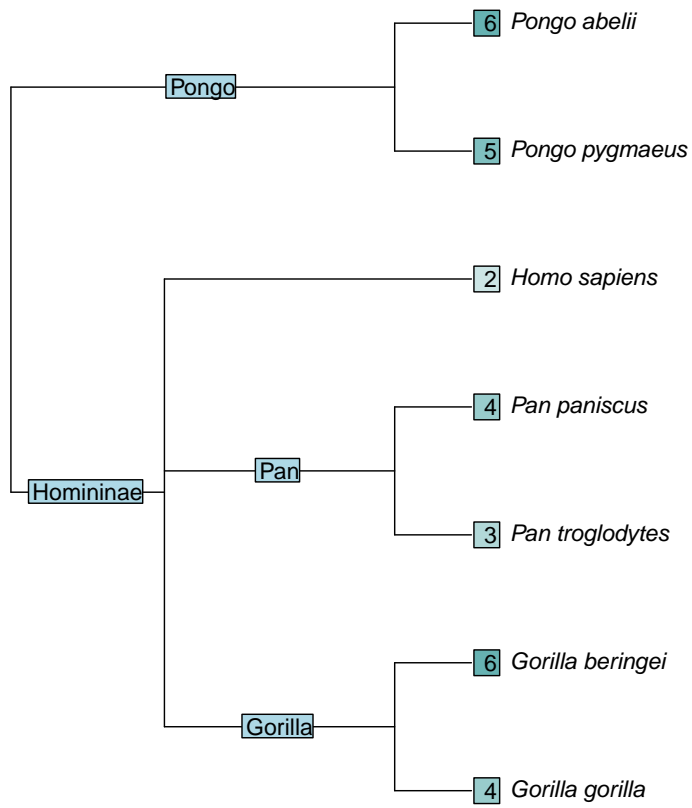 6 Pongo abelii
Pongo
5 Pongo pygmaeus
2 Homo sapiens
4 Pan paniscus
Pan
Homininae
3 Pan troglodytes
6 Gorilla beringei
Gorilla
4 Gorilla gorilla